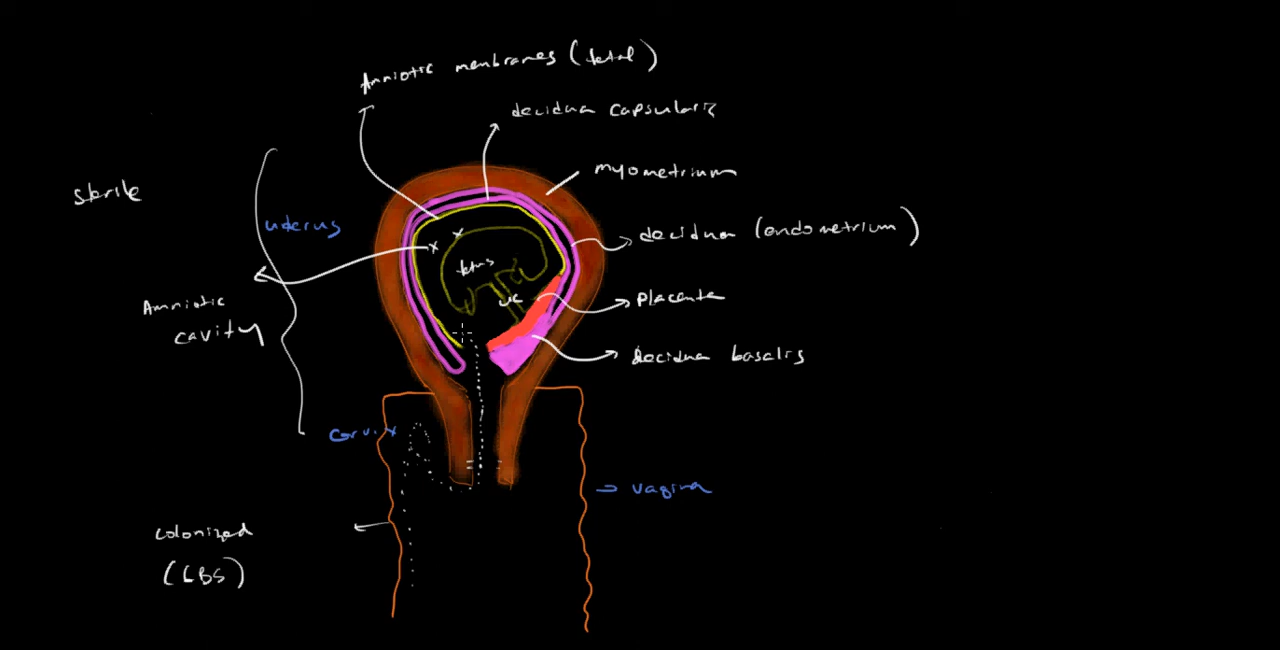 Amniotic membranes (fetal)
decidua capsularis
myometrium
sterile
uterus
decidua (endometrium)
fetus
uc
placenta
Amniotic
cavity
decidua basalis
cervix
vagina
colonized
(LBS)